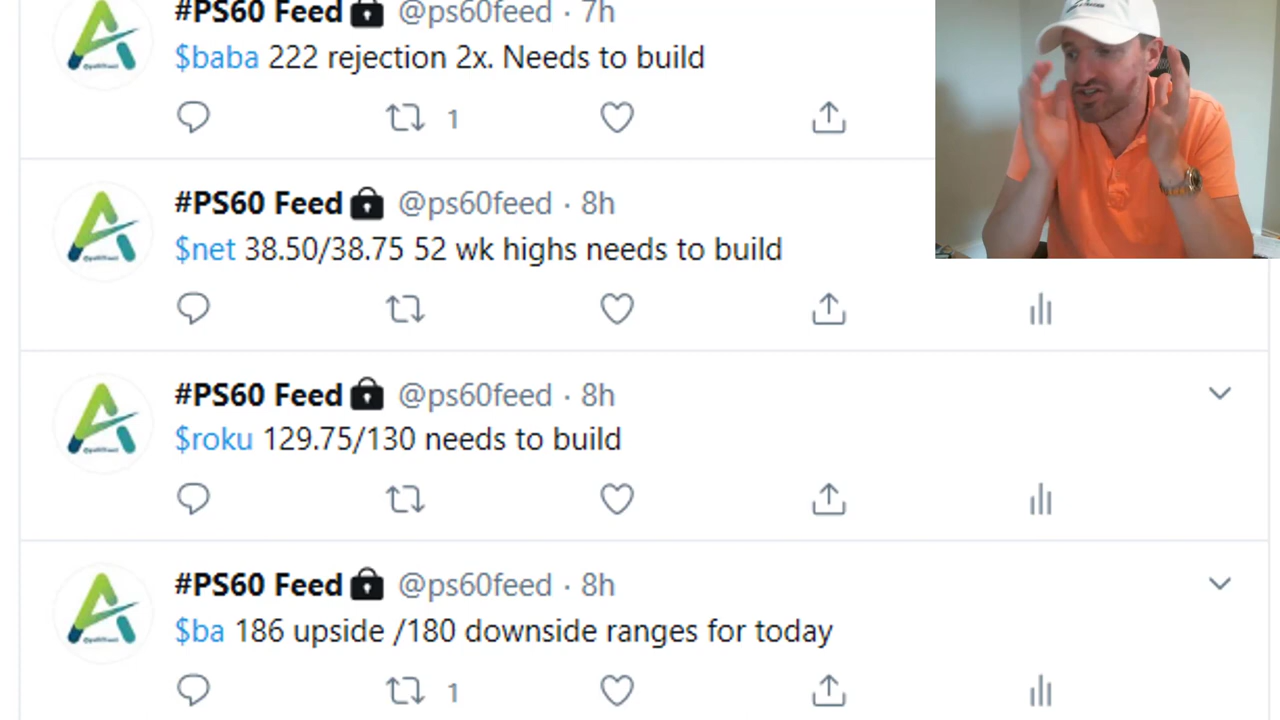 #PS60 Feed @ps60feed · 7h
$baba 222 rejection 2x. Needs to build
1
#PS60 Feed @ps60feed · 8h
$net 38.50/38.75 52 wk highs needs to build
#PS60 Feed @ps60feed · 8h
$roku 129.75/130 needs to build
#PS60 Feed @ps60feed · 8h
$ba 186 upside /180 downside ranges for today
1